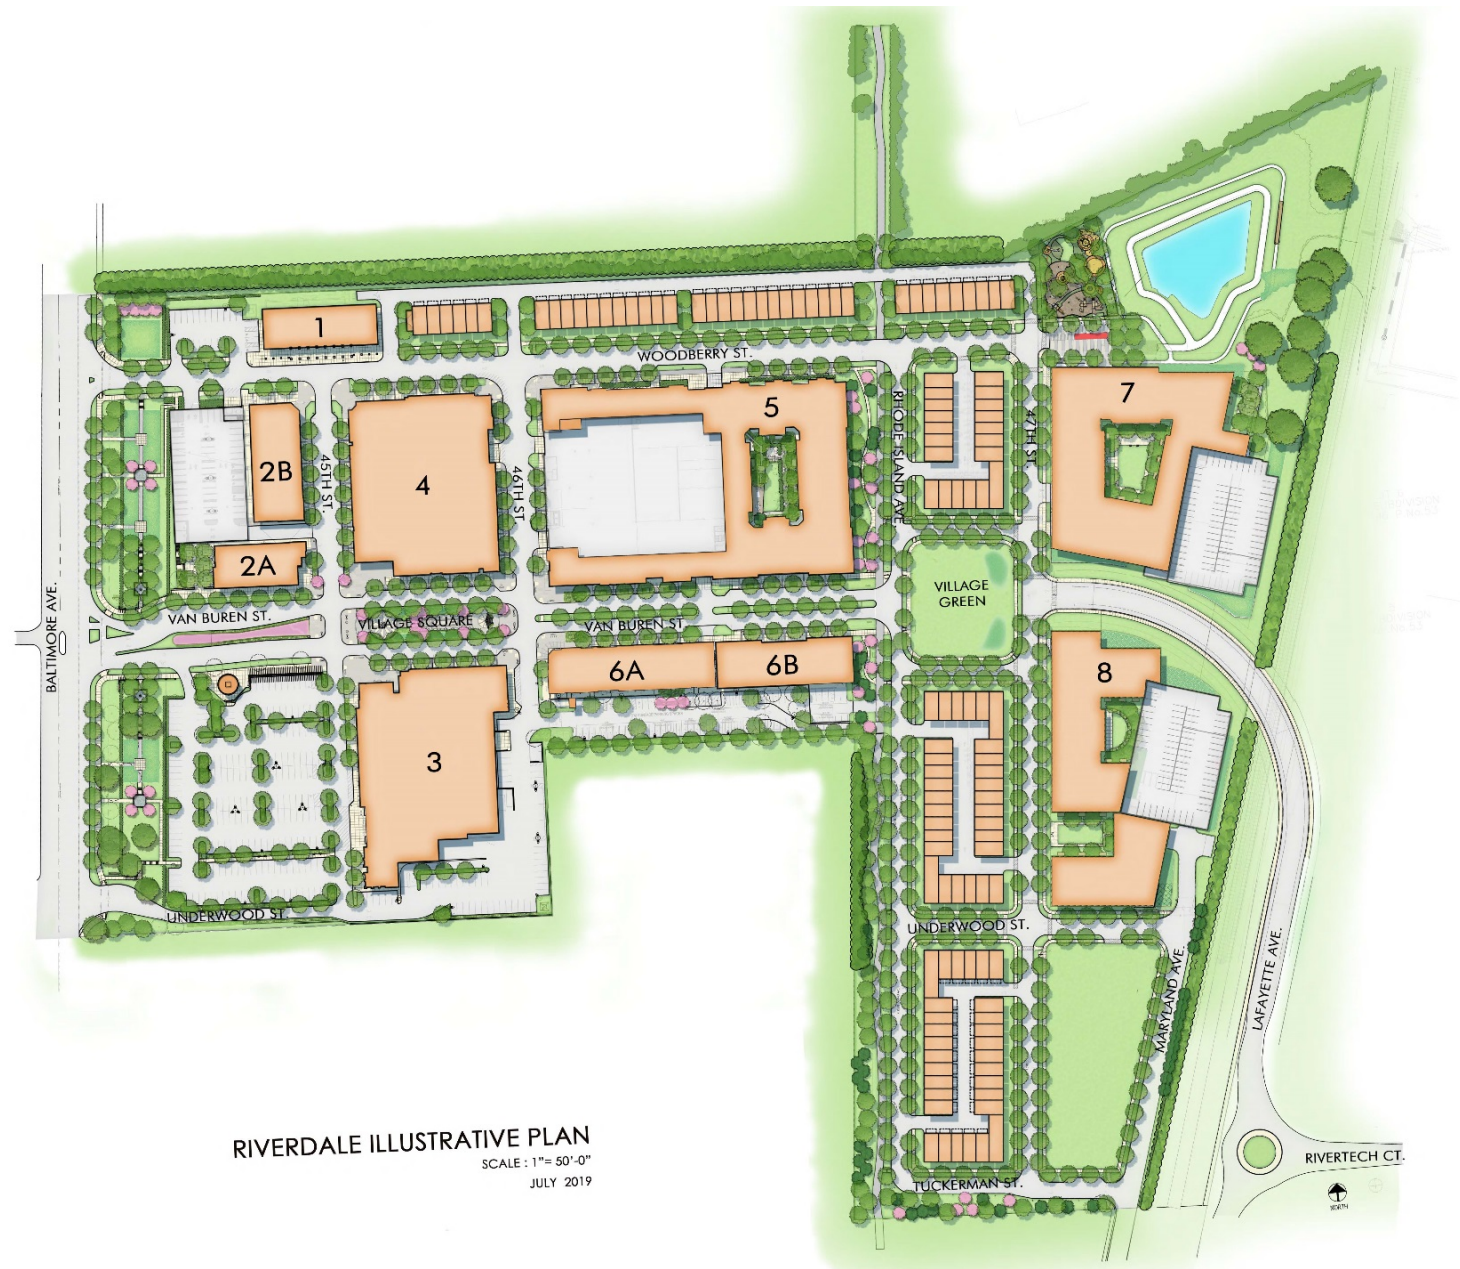 1
WOODBERRY ST.
7
5
RHODE ISLAND AVE.
47TH ST.
2B
45TH ST.
4
46TH ST.
2A
BALTIMORE AVE.
VAN BUREN ST.
VILLAGE SQUARE
VAN BUREN ST
VILLAGE
GREEN
6A
6B
8
3
UNDERWOOD ST.
UNDERWOOD ST.
MARYLAND AVE.
LAFAYETTE AVE.
RIVERDALE ILLUSTRATIVE PLAN
SCALE : 1"= 50'-0"
JULY 2019
TUCKERMAN ST.
RIVERTECH CT.
NORTH